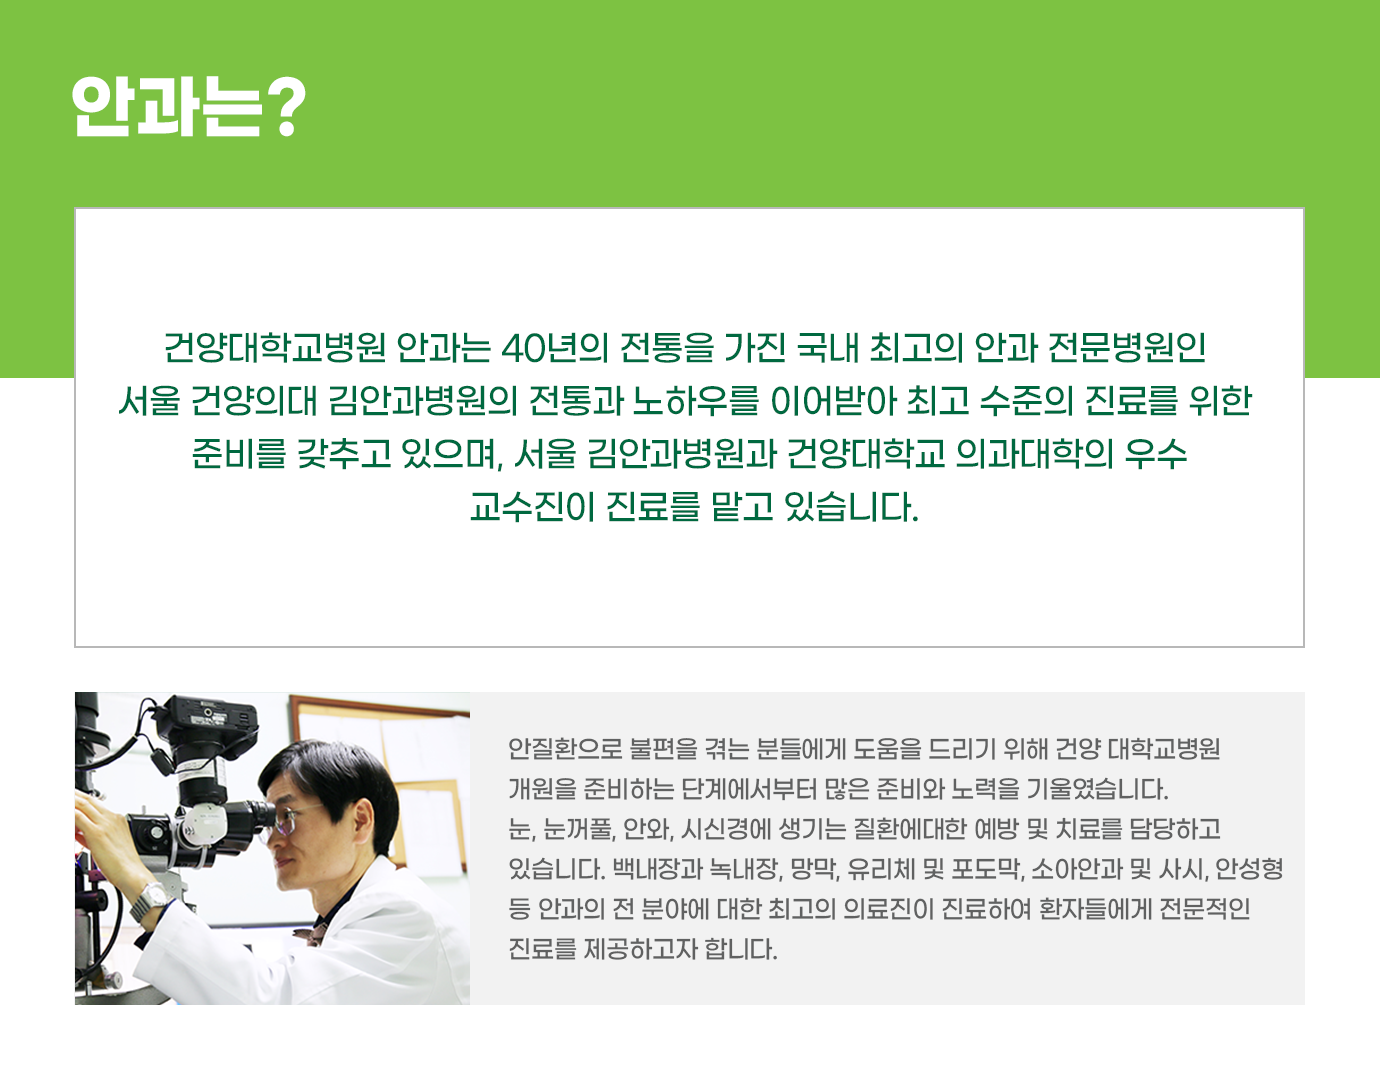 안과는?
건양대학교병원 안과는 40년의 전통을 가진 국내 최고의 안과 전문병원인
서울 건양의대 김안과병원의 전통과 노하우를 이어받아 최고 수준의 진료를 위한
준비를 갖추고 있으며, 서울 김안과병원과 건양대학교 의과대학의 우수
교수진이 진료를 맡고 있습니다.
안질환으로 불편을 겪는 분들에게 도움을 드리기 위해 건양 대학교병원
개원을 준비하는 단계에서부터 많은 준비와 노력을 기울였습니다.
눈, 눈꺼풀, 안와, 시신경에 생기는 질환에대한 예방 및 치료를 담당하고
있습니다. 백내장과 녹내장, 망막, 유리체 및 포도막, 소아안과 및 사시, 안성형
등 안과의 전 분야에 대한 최고의 의료진이 진료하여 환자들에게 전문적인
진료를 제공하고자 합니다.